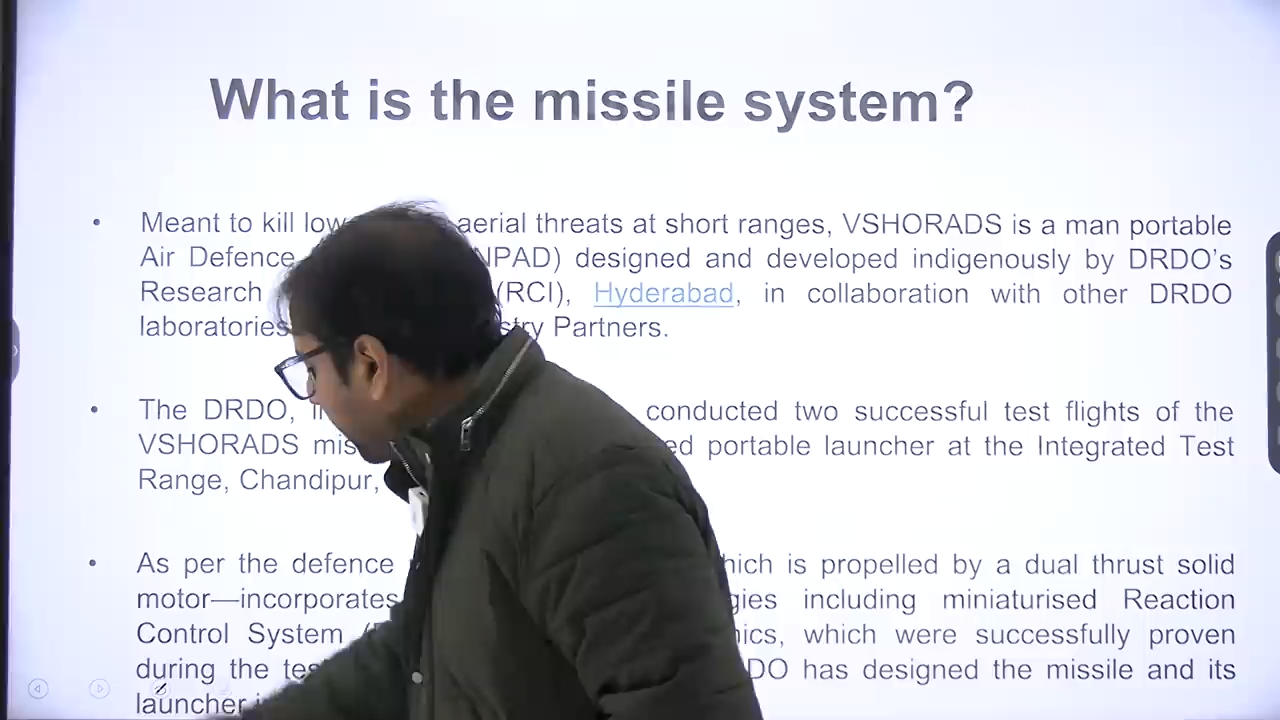 What is the missile system?
• Meant to kill low aerial threats at short ranges, VSHORADS is a man portable
Air Defence NPAD) designed and developed indigenously by DRDO's
Research (RCI), Hyderabad, in collaboration with other DRDO
laboratories stry Partners.
• The DRDO, conducted two successful test flights of the
VSHORADS mis ed portable launcher at the Integrated Test
Range, Chandipur,
• As per the defence hich is propelled by a dual thrust solid
motor—incorporates gies including miniaturised Reaction
Control System ( nics, which were successfully proven
during the tes DO has designed the missile and its
launcher